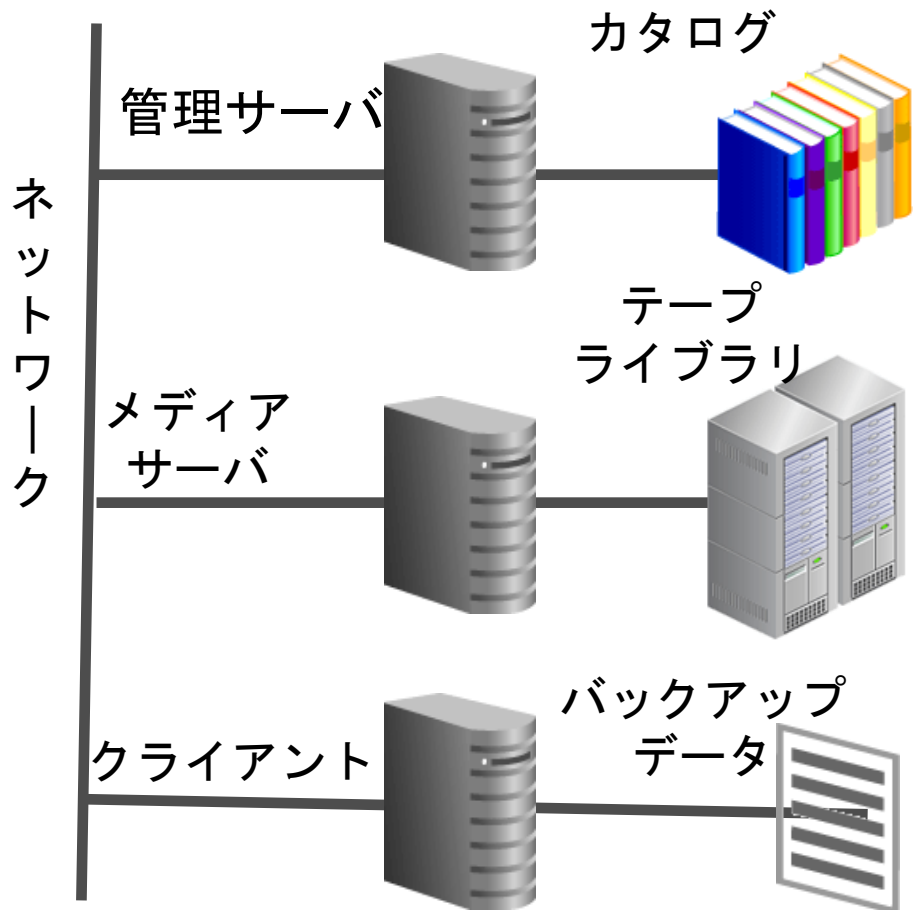 カタログ
管理サーバ
ネットワーク
テープ
ライブラリ
メディア
サーバ
バックアップ
データ
クライアント